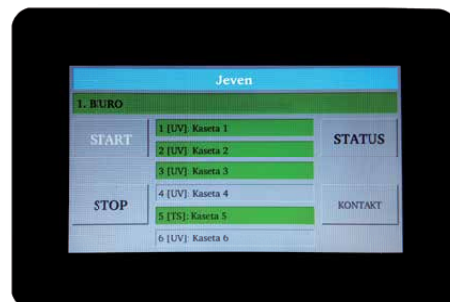 Jeven
1. BIURO
START
STOP
1 [UV]: Kaseta 1
2 [UV]: Kaseta 2
3 [UV]: Kaseta 3
4 [UV]: Kaseta 4
5 [TS]: Kaseta 5
6 [UV]: Kaseta 6
STATUS
KONTAKT